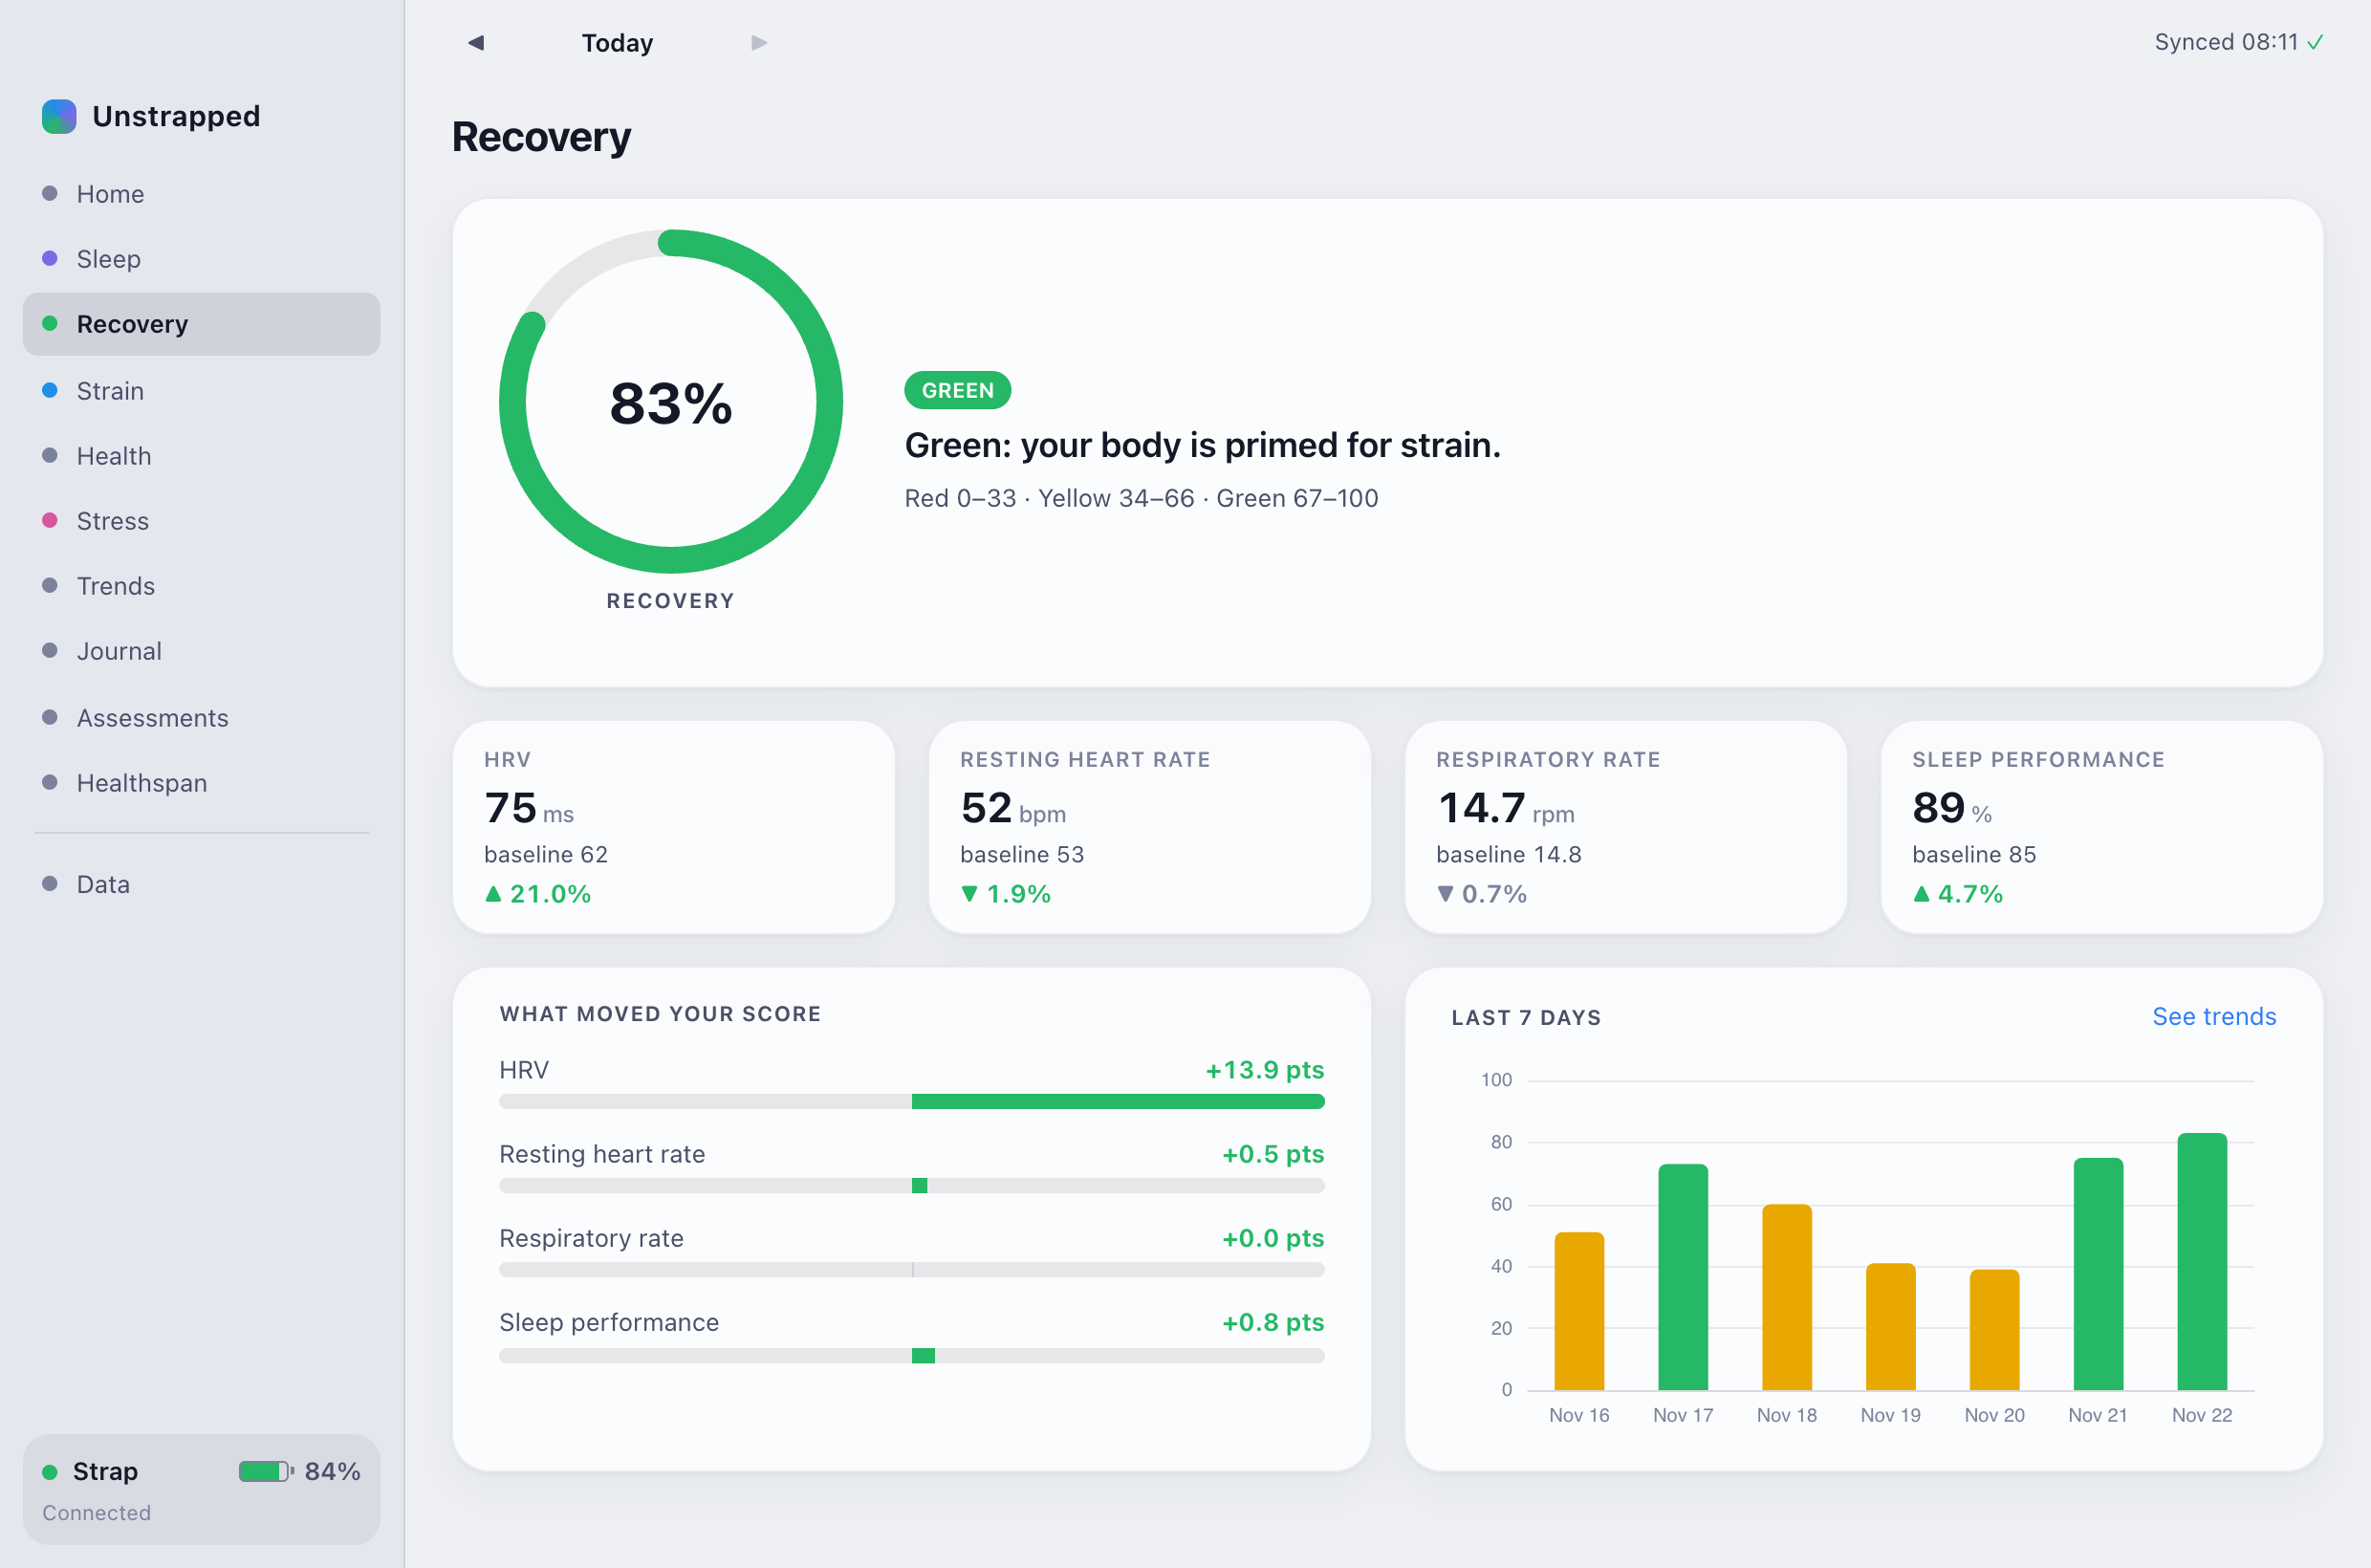 Unstrapped
Home
Sleep
Recovery
Strain
Health
Stress
Trends
Journal
Assessments
Healthspan
Data
Strap 84%
Connected
◀ Today ▶
Synced 08:11 ✓
Recovery
83%
RECOVERY
GREEN
Green: your body is primed for strain.
Red 0–33 · Yellow 34–66 · Green 67–100
HRV
75 ms
baseline 62
▲ 21.0%
RESTING HEART RATE
52 bpm
baseline 53
▼ 1.9%
RESPIRATORY RATE
14.7 rpm
baseline 14.8
▼ 0.7%
SLEEP PERFORMANCE
89 %
baseline 85
▲ 4.7%
WHAT MOVED YOUR SCORE
HRV +13.9 pts
Resting heart rate +0.5 pts
Respiratory rate +0.0 pts
Sleep performance +0.8 pts
LAST 7 DAYS See trends
100
80
60
40
20
0
Nov 16 Nov 17 Nov 18 Nov 19 Nov 20 Nov 21 Nov 22